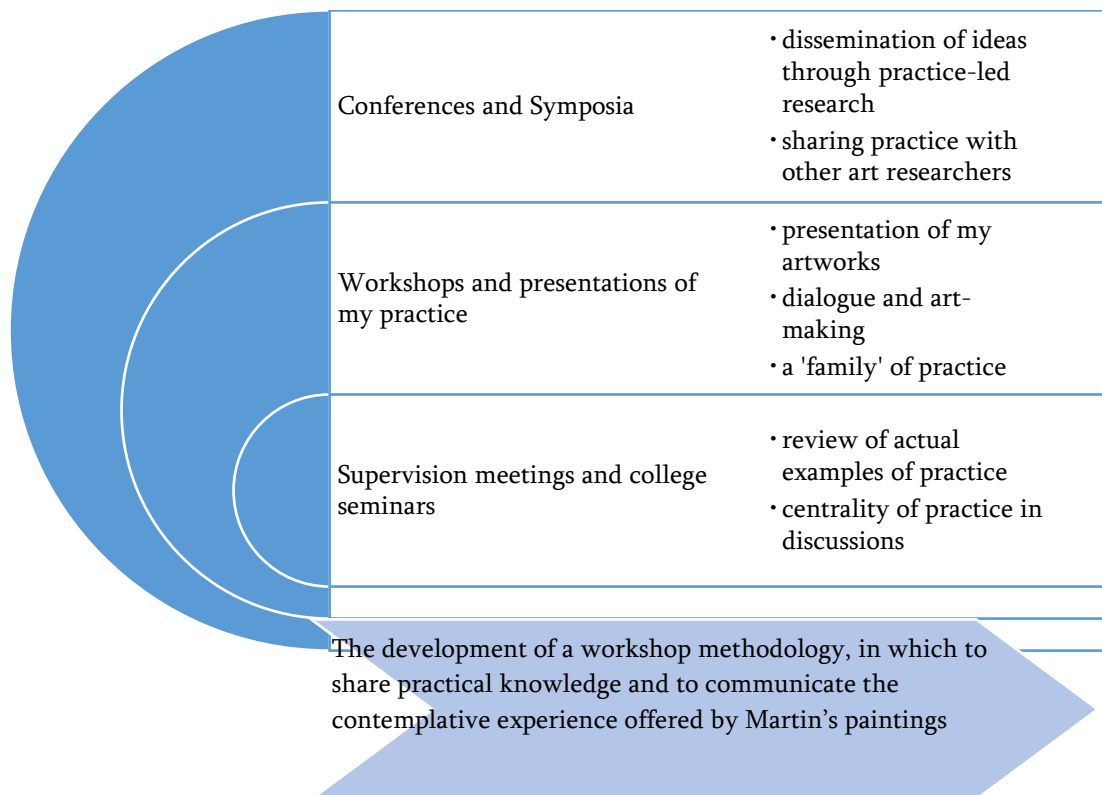 Conferences and Symposia
· dissemination of ideas
through practice-led
research
· sharing practice with
other art researchers
Workshops and presentations of
my practice
· presentation of my
artworks
· dialogue and art-
making
· a 'family' of practice
Supervision meetings and college
seminars
· review of actual
examples of practice
· centrality of practice in
discussions
The development of a workshop methodology, in which to
share practical knowledge and to communicate the
contemplative experience offered by Martin’s paintings